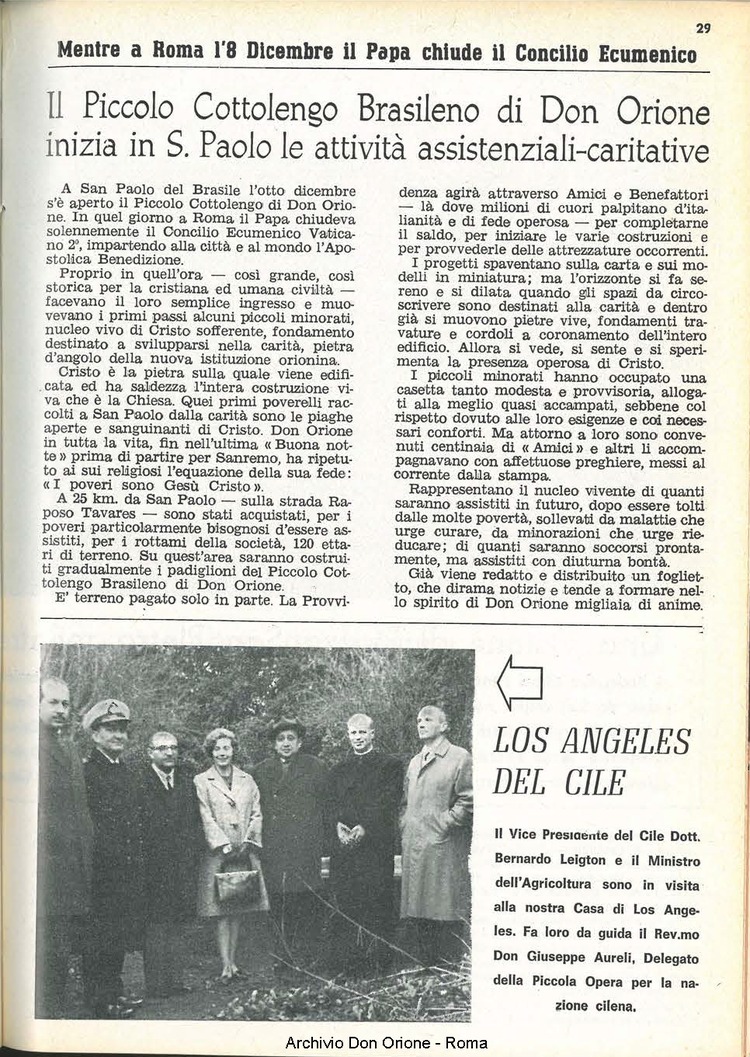 29
Mentre a Roma l'8 Dicembre il Papa chiude il Concilio Ecumenico
Il Piccolo Cottolengo Brasileno di Don Orione
inizia in S. Paolo le attività assistenziali-caritative
A San Paolo del Brasile l'otto dicembre
s'è aperto il Piccolo Cottolengo di Don Orio-
ne. In quel giorno a Roma il Papa chiudeva
solennemente il Concilio Ecumenico Vatica-
no 2º, impartendo alla città e al mondo l'Apo-
stolica Benedizione.
Proprio in quell'ora — così grande, così
storica per la cristiana ed umana civiltà —
facevano il loro semplice ingresso e muo-
vevano i primi passi alcuni piccoli minorati,
nucleo vivo di Cristo sofferente, fondamento
destinato a svilupparsi nella carità, pietra
d'angolo della nuova istituzione orionina.
Cristo è la pietra sulla quale viene edifi-
cata ed ha saldezza l'intera costruzione vi-
va che è la Chiesa. Quei primi poverelli rac-
colti a San Paolo dalla carità sono le piaghe
aperte e sanguinanti di Cristo. Don Orione
in tutta la vita, fin nell'ultima «Buona not-
te» prima di partire per Sanremo, ha ripetu-
to ai sui religiosi l'equazione della sua fede:
«I poveri sono Gesù Cristo».
A 25 km. da San Paolo — sulla strada Ra-
poso Tavares — sono stati acquistati, per i
poveri particolarmente bisognosi d'essere as-
sistiti, per i rottami della società, 120 etta-
ri di terreno. Su quest'area saranno costrui-
ti gradualmente i padiglioni del Piccolo Cot-
tolengo Brasileno di Don Orione.
E' terreno pagato solo in parte. La Provvi-
denza agirà attraverso Amici e Benefattori
— là dove milioni di cuori palpitano d'ita-
lianità e di fede operosa — per completarne
il saldo, per iniziare le varie costruzioni e
per provvederle delle attrezzature occorrenti.
I progetti spaventano sulla carta e sui mo-
delli in miniatura; ma l'orizzonte si fa se-
reno e si dilata quando gli spazi da circo-
scrivere sono destinati alla carità e dentro
già si muovono pietre vive, fondamenti tra-
vature e cordoli a coronamento dell'intero
edificio. Allora si vede, si sente e si speri-
menta la presenza operosa di Cristo.
I piccoli minorati hanno occupato una
casetta tanto modesta e provvisoria, alloga-
ti alla meglio quasi accampati, sebbene col
rispetto dovuto alle loro esigenze e coi neces-
sari conforti. Ma attorno a loro sono conve-
nuti centinaia di «Amici» e altri li accom-
pagnavano con affettuose preghiere, messi al
corrente dalla stampa.
Rappresentano il nucleo vivente di quanti
saranno assistiti in futuro, dopo essere tolti
dalle molte povertà, sollevati da malattie che
urge curare, da minorazioni che urge rie-
ducare; di quanti saranno soccorsi pronta-
mente, ma assistiti con diuturna bontà.
Già viene redatto e distribuito un fogliet-
to, che dirama notizie e tende a formare nel-
lo spirito di Don Orione migliaia di anime.
LOS ANGELES
DEL CILE
Il Vice Presidente del Cile Dott.
Bernardo Leigton e il Ministro
dell'Agricoltura sono in visita
alla nostra Casa di Los Ange-
les. Fa loro da guida il Rev.mo
Don Giuseppe Aureli, Delegato
della Piccola Opera per la na-
zione cilena.
Archivio Don Orione - Roma